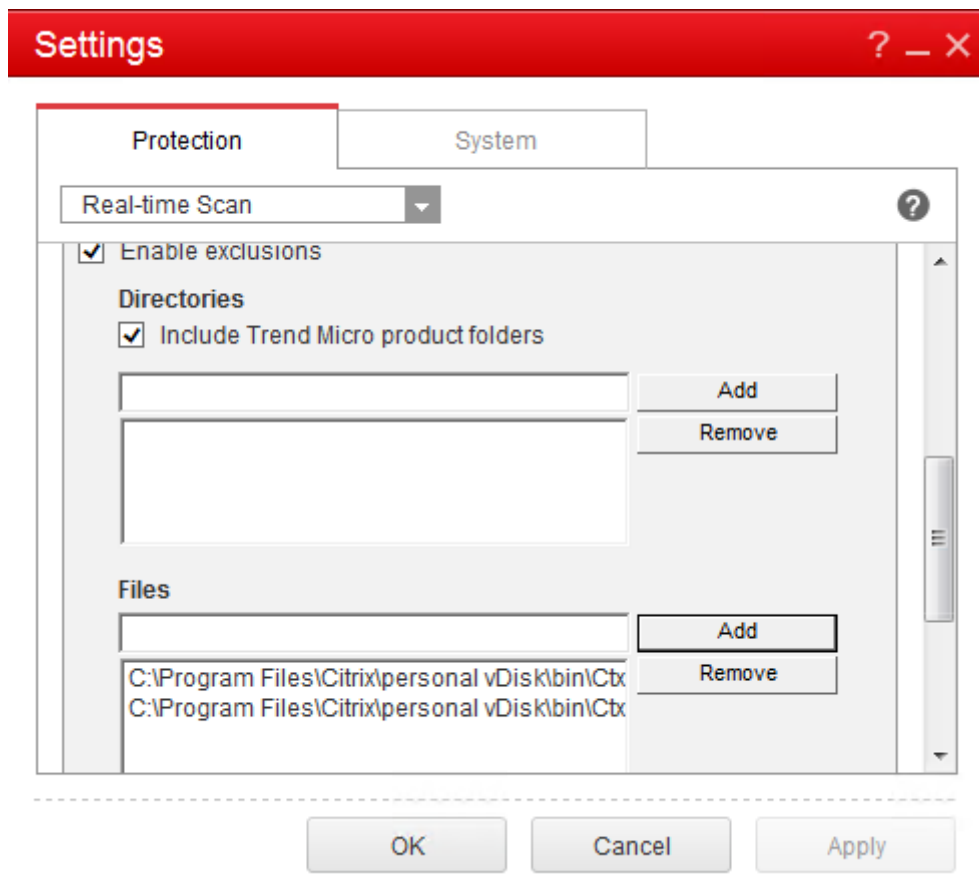 Settings
Protection
System
Real-time Scan
Enable exclusions
Directories
Include Trend Micro product folders
Add
Remove
Files
Add
C:\Program Files\Citrix\personal vDisk\bin\Ctx
Remove
C:\Program Files\Citrix\personal vDisk\bin\Ctx
OK
Cancel
Apply